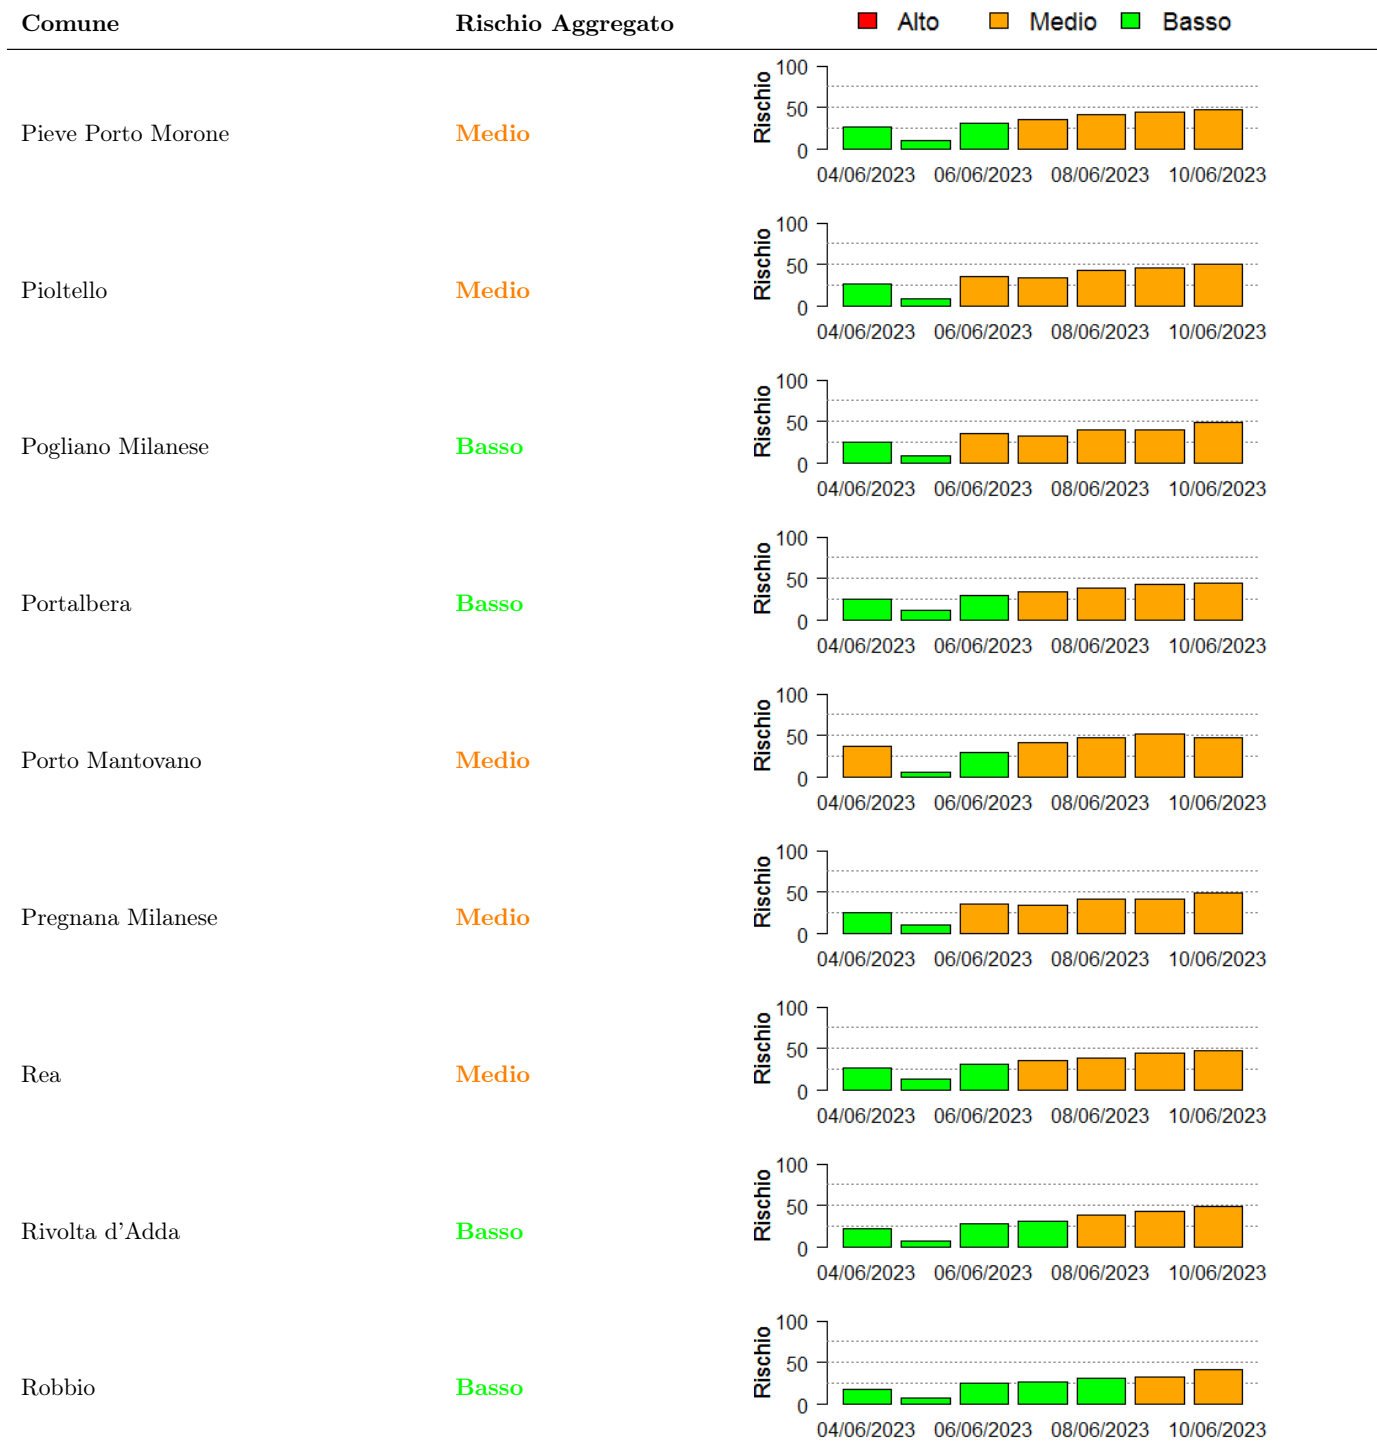 Comune Rischio Aggregato Alto Medio Basso
Pieve Porto Morone Medio Rischio 100 50 0
04/06/2023 06/06/2023 08/06/2023 10/06/2023
Pioltello Medio Rischio 100 50 0
04/06/2023 06/06/2023 08/06/2023 10/06/2023
Pogliano Milanese Basso Rischio 100 50 0
04/06/2023 06/06/2023 08/06/2023 10/06/2023
Portalbera Basso Rischio 100 50 0
04/06/2023 06/06/2023 08/06/2023 10/06/2023
Porto Mantovano Medio Rischio 100 50 0
04/06/2023 06/06/2023 08/06/2023 10/06/2023
Pregnana Milanese Medio Rischio 100 50 0
04/06/2023 06/06/2023 08/06/2023 10/06/2023
Rea Medio Rischio 100 50 0
04/06/2023 06/06/2023 08/06/2023 10/06/2023
Rivolta d'Adda Basso Rischio 100 50 0
04/06/2023 06/06/2023 08/06/2023 10/06/2023
Robbio Basso Rischio 100 50 0
04/06/2023 06/06/2023 08/06/2023 10/06/2023